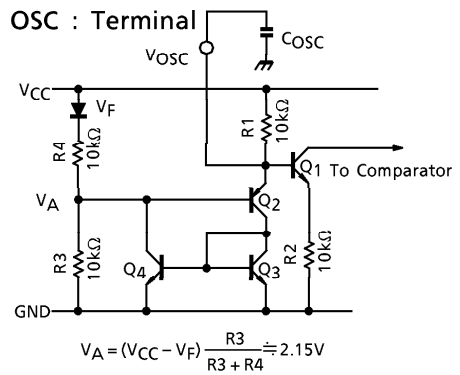 OSC : Terminal
VOSC
COSC
VCC
VF
R4
10kΩ
R1
10kΩ
Q1 To Comparator
VA
Q2
R3
10kΩ
Q4
Q3
R2
10kΩ
GND
VA = (VCC − VF) R3 / R3 + R4 ≒ 2.15V